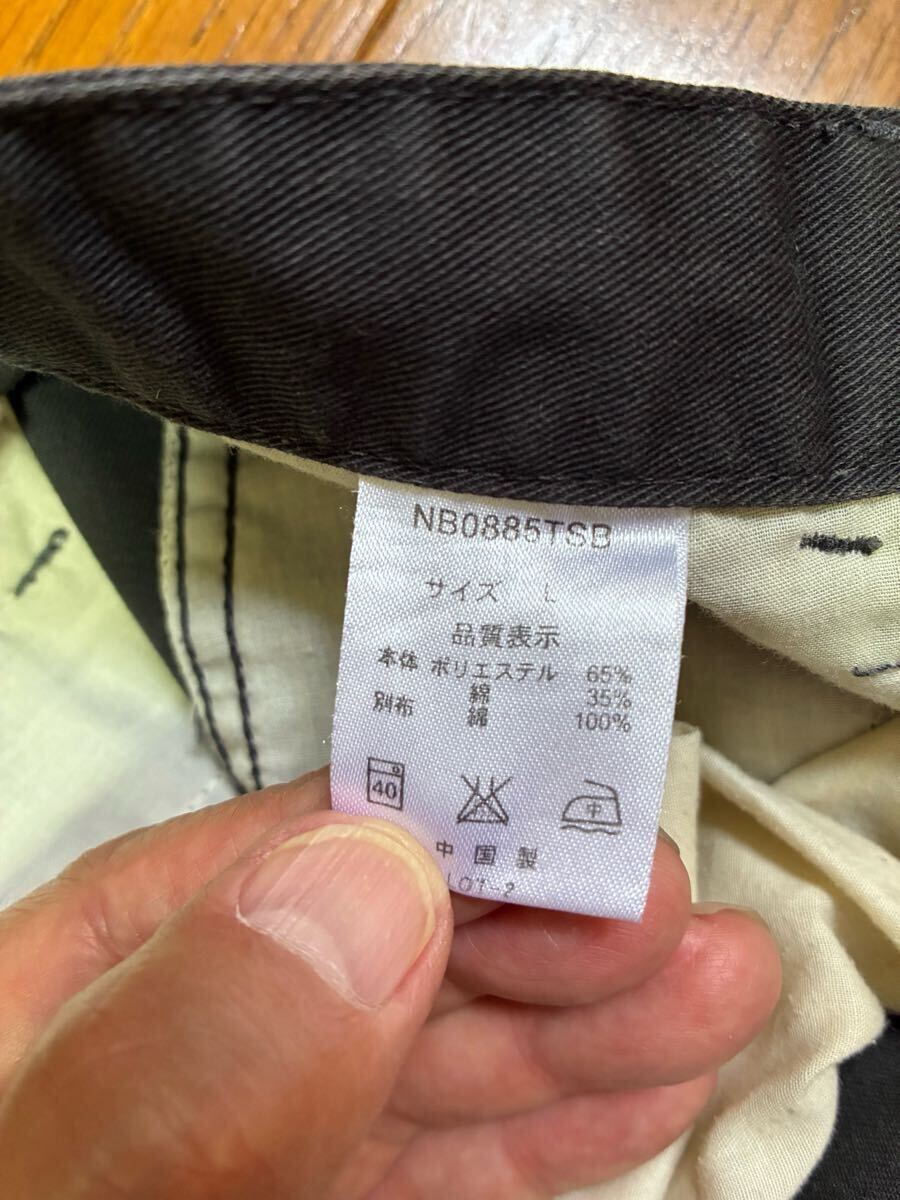 NB0885TSB
サイズ L
品質表示
本体 ポリエステル 65%
綿 35%
別布 綿 100%
40 中
中国製